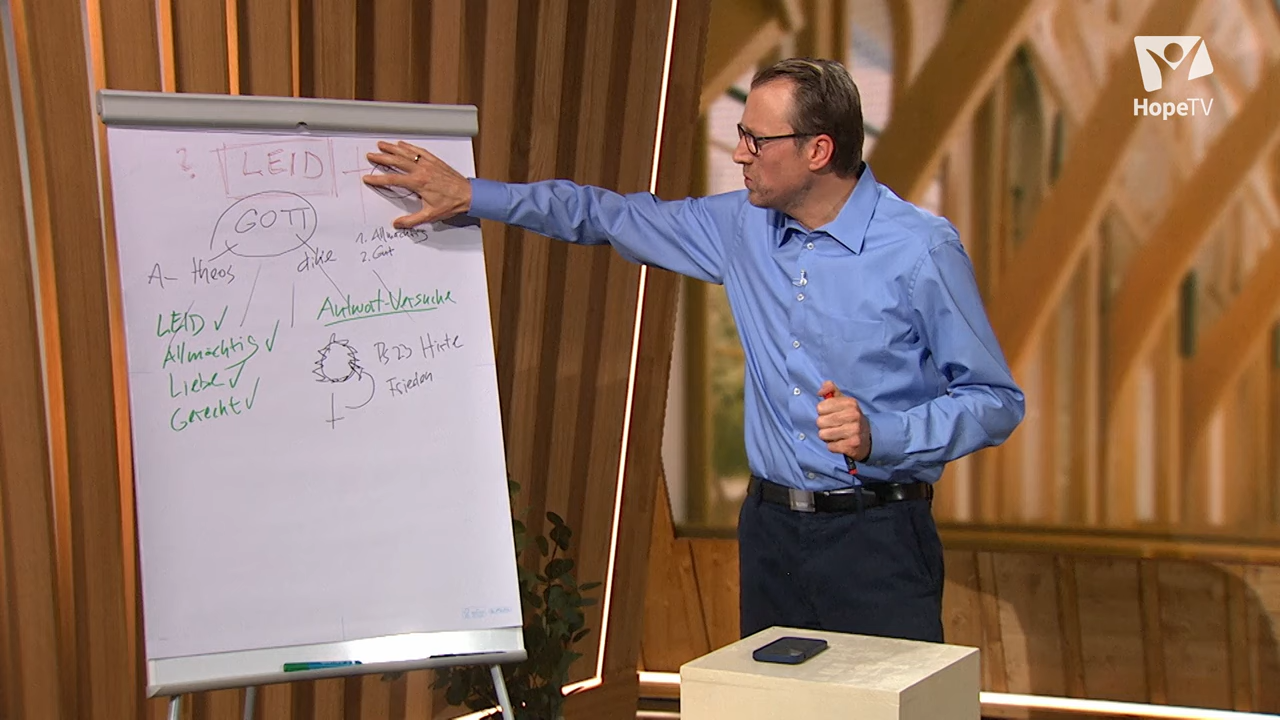 HopeTV
? LEID
GOTT
A- theos
dike
1. Allmächtig
2. Gut
LEID ✓
Allmächtig ✓
Liebe ✓
Gerecht ✓
Antwort-Versuche
Ps 23 Hirte
Frieden